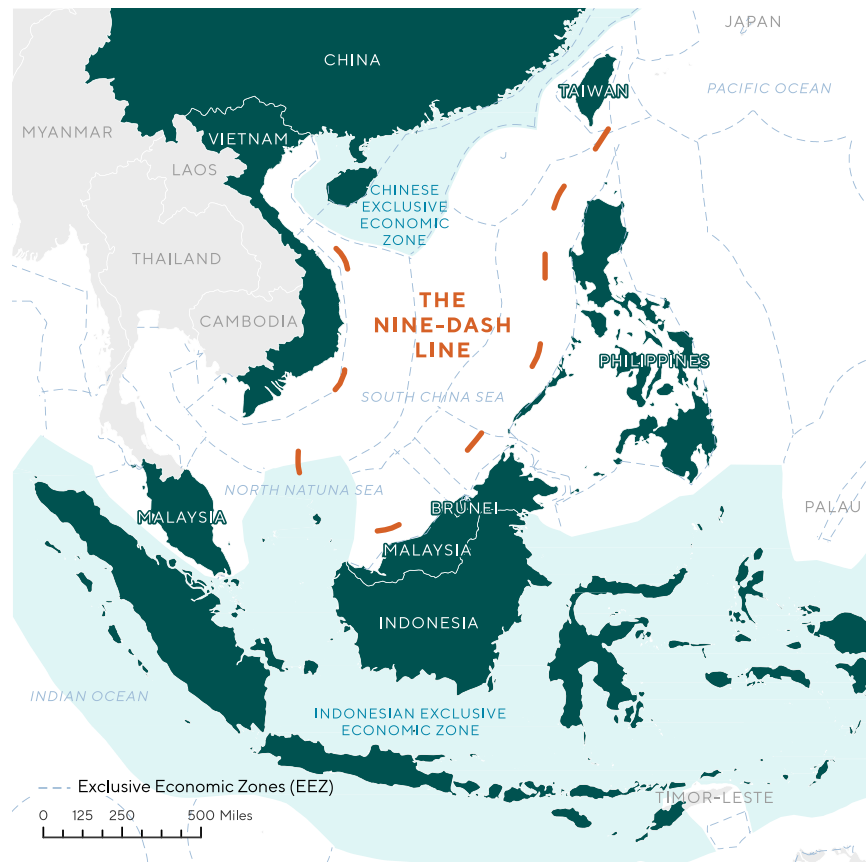 JAPAN
CHINA
TAIWAN
PACIFIC OCEAN
MYANMAR
VIETNAM
LAOS
CHINESE
EXCLUSIVE
ECONOMIC
ZONE
THAILAND
THE
NINE-DASH
LINE
CAMBODIA
PHILIPPINES
SOUTH CHINA SEA
NORTH NATUNA SEA
BRUNEI
PALAU
MALAYSIA
MALAYSIA
INDONESIA
INDIAN OCEAN
INDONESIAN EXCLUSIVE
ECONOMIC ZONE
Exclusive Economic Zones (EEZ)
TIMOR-LESTE
0 125 250 500 Miles